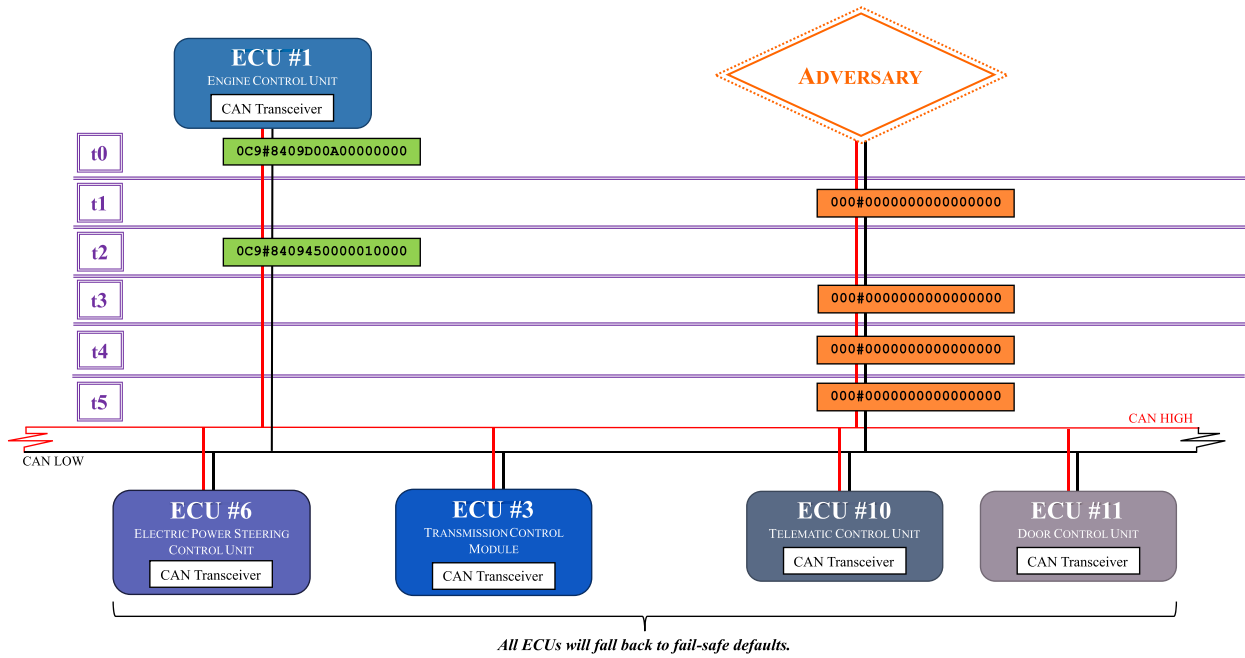 ECU #1
ENGINE CONTROL UNIT
CAN Transceiver
ADVERSARY
t0
0C9#8409D00A00000000
t1
000#0000000000000000
t2
0C9#8409450000010000
t3
000#0000000000000000
t4
000#0000000000000000
t5
000#0000000000000000
CAN HIGH
CAN LOW
ECU #6
ELECTRIC POWER STEERING
CONTROL UNIT
CAN Transceiver
ECU #3
TRANSMISSION CONTROL
MODULE
CAN Transceiver
ECU #10
TELEMATIC CONTROL UNIT
CAN Transceiver
ECU #11
DOOR CONTROL UNIT
CAN Transceiver
All ECUs will fall back to fail-safe defaults.